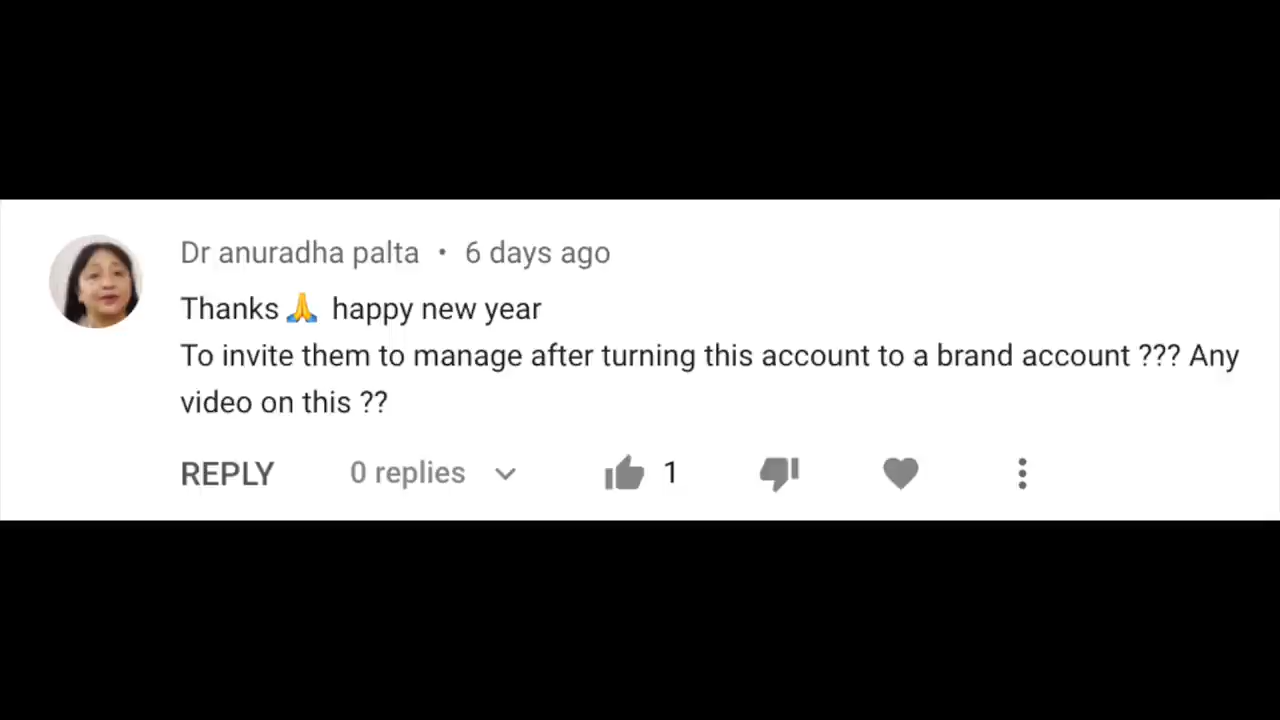 Dr anuradha palta • 6 days ago
Thanks🙏 happy new year
To invite them to manage after turning this account to a brand account ??? Any
video on this ??
REPLY 0 replies 1